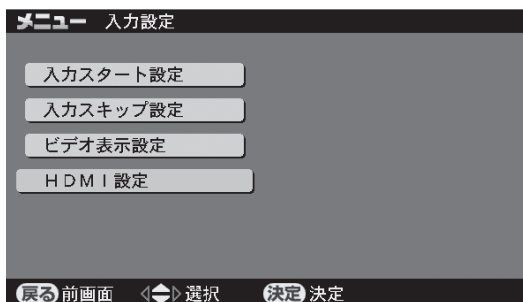 メニュー 入力設定
入力スタート設定
入力スキップ設定
ビデオ表示設定
ＨＤＭＩ設定
戻る 前画面 選択 決定 決定